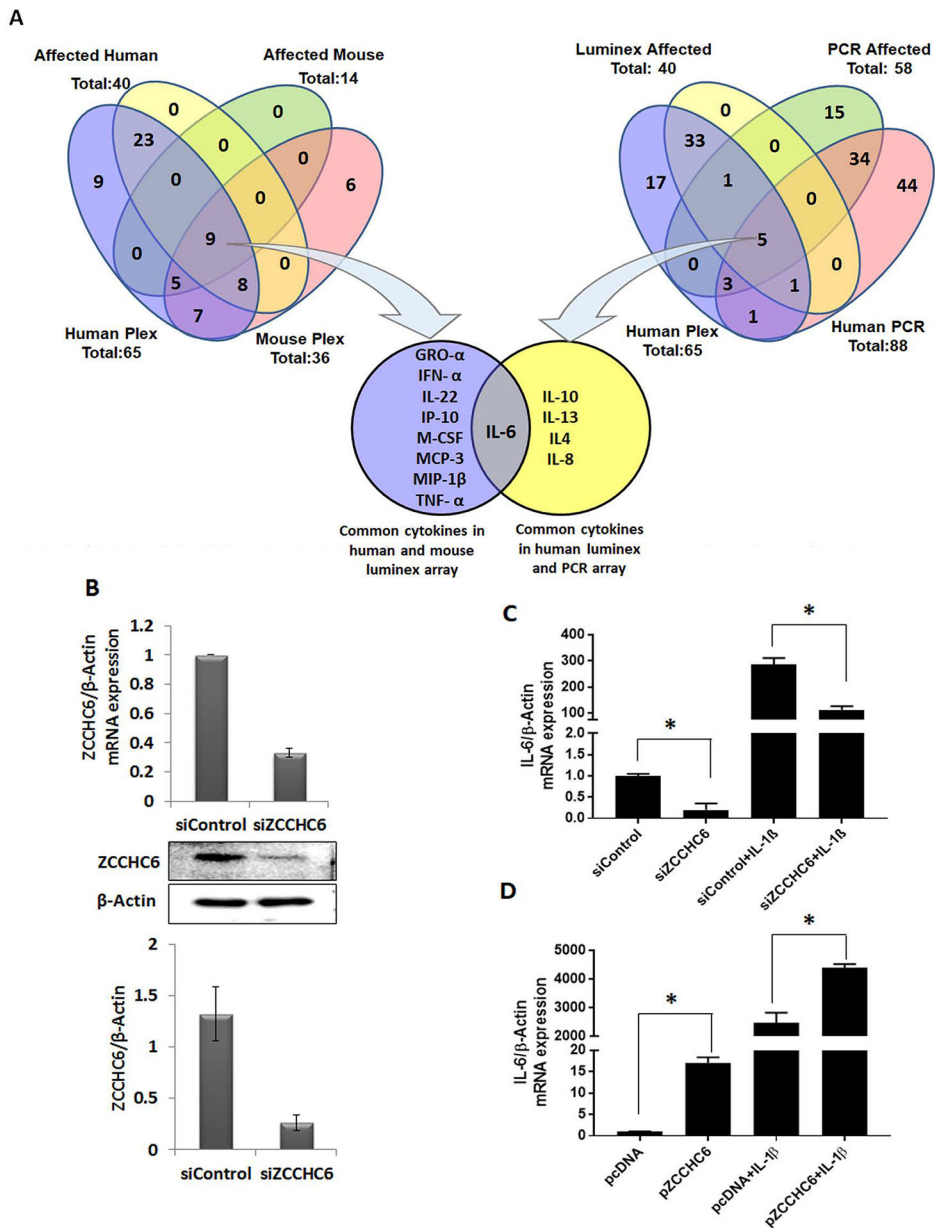 A
Affected Human
Total:40
Affected Mouse
Total:14
0
0
23
0
0
9
0
0
6
9
0
0
5
8
7
Human Plex
Total:65
Mouse Plex
Total:36
Luminex Affected
Total: 40
PCR Affected
Total: 58
0
15
33
0
34
17
1
0
44
5
0
0
3
1
1
Human Plex
Total:65
Human PCR
Total:88
GRO-α
IFN- α
IL-22
IP-10
M-CSF
MCP-3
MIP-1β
TNF- α
IL-6
IL-10
IL-13
IL4
IL-8
Common cytokines in
human and mouse
luminex array
Common cytokines
in human luminex
and PCR array
B
ZCCHC6/β-Actin
mRNA expression
1.2
1
0.8
0.6
0.4
0.2
0
siControl siZCCHC6
ZCCHC6
β-Actin
ZCCHC6/β-Actin
2
1.5
1
0.5
0
siControl siZCCHC6
C
IL-6/β-Actin
mRNA expression
400
300
200
100
2.0
1.5
1.0
0.5
0.0
*
*
siControl
siZCCHC6
siControl+IL-1ß
siZCCHC6+IL-1ß
D
IL-6/β-Actin
mRNA expression
5000
4000
3000
2000
20
15
10
5
0
*
*
pcDNA
pZCCHC6
pcDNA+IL-1β
pZCCHC6+IL-1β